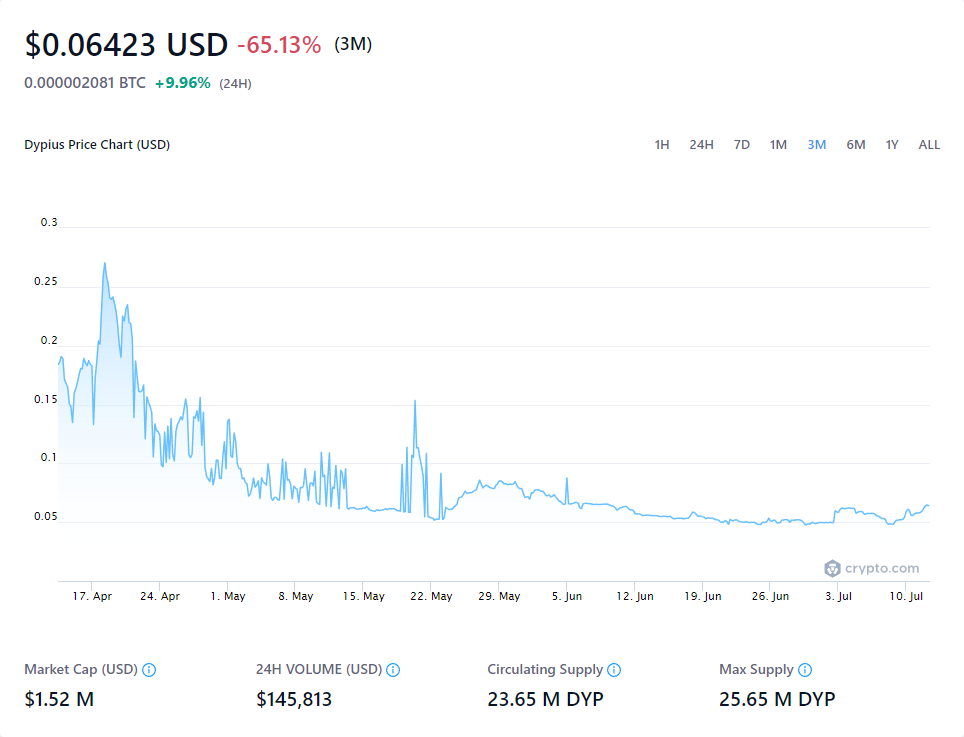 $0.06423 USD -65.13% (3M)
0.000002081 BTC +9.96% (24H)
Dypius Price Chart (USD)
1H 24H 7D 1M 3M 6M 1Y ALL
0.3
0.25
0.2
0.15
0.1
0.05
crypto.com
17. Apr 24. Apr 1. May 8. May 15. May 22. May 29. May 5. Jun 12. Jun 19. Jun 26. Jun 3. Jul 10. Jul
Market Cap (USD) 24H VOLUME (USD) Circulating Supply Max Supply
$1.52 M $145,813 23.65 M DYP 25.65 M DYP